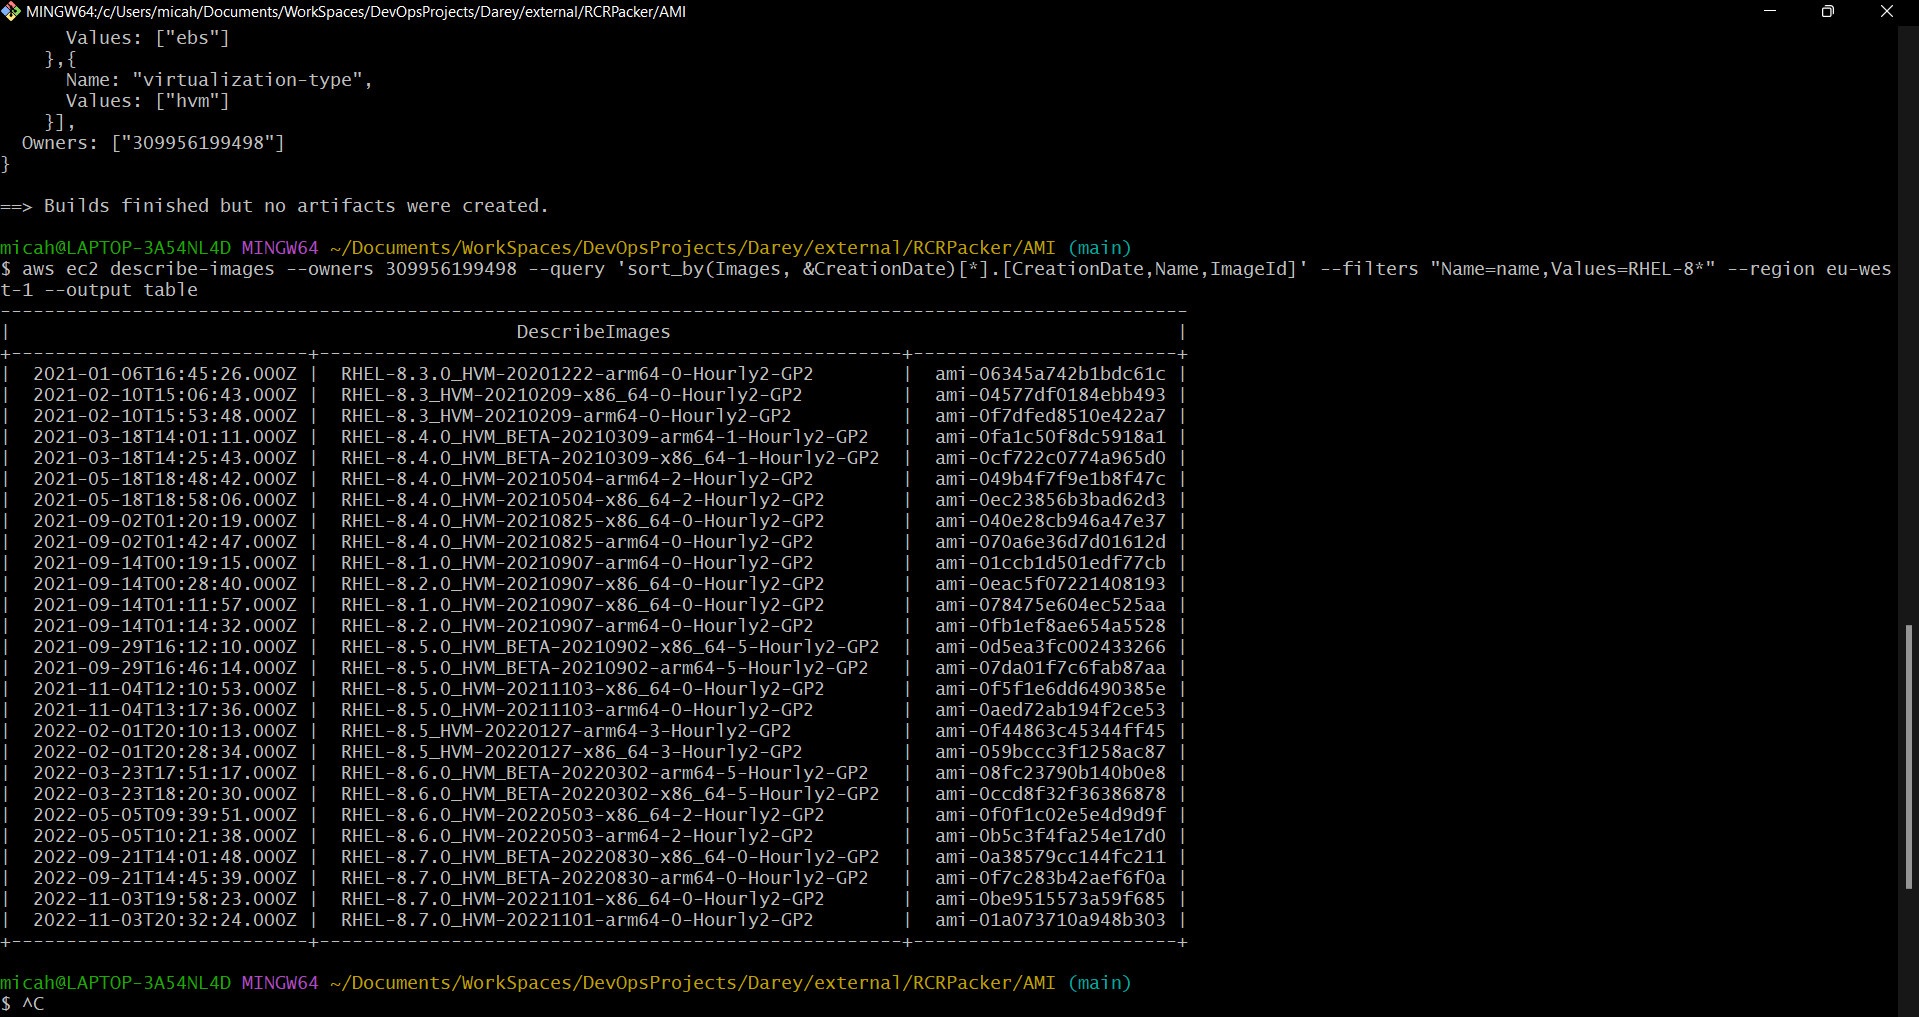 MINGW64:/c/Users/micah/Documents/WorkSpaces/DevOpsProjects/Darey/external/RCRPacker/AMI
      Values: ["ebs"]
    },{
      Name: "virtualization-type",
      Values: ["hvm"]
    }],
  Owners: ["309956199498"]
}
==> Builds finished but no artifacts were created.
micah@LAPTOP-3A54NL4D MINGW64 ~/Documents/WorkSpaces/DevOpsProjects/Darey/external/RCRPacker/AMI (main)
$ aws ec2 describe-images --owners 309956199498 --query 'sort_by(Images, &CreationDate)[*].[CreationDate,Name,ImageId]' --filters "Name=name,Values=RHEL-8*" --region eu-wes
t-1 --output table
| DescribeImages |
| 2021-01-06T16:45:26.000Z | RHEL-8.3.0_HVM-20201222-arm64-0-Hourly2-GP2 | ami-06345a742b1bdc61c |
| 2021-02-10T15:06:43.000Z | RHEL-8.3_HVM-20210209-x86_64-0-Hourly2-GP2 | ami-04577df0184ebb493 |
| 2021-02-10T15:53:48.000Z | RHEL-8.3_HVM-20210209-arm64-0-Hourly2-GP2 | ami-0f7dfed8510e422a7 |
| 2021-03-18T14:01:11.000Z | RHEL-8.4.0_HVM_BETA-20210309-arm64-1-Hourly2-GP2 | ami-0fa1c50f8dc5918a1 |
| 2021-03-18T14:25:43.000Z | RHEL-8.4.0_HVM_BETA-20210309-x86_64-1-Hourly2-GP2 | ami-0cf722c0774a965d0 |
| 2021-05-18T18:48:42.000Z | RHEL-8.4.0_HVM-20210504-arm64-2-Hourly2-GP2 | ami-049b4f7f9e1b8f47c |
| 2021-05-18T18:58:06.000Z | RHEL-8.4.0_HVM-20210504-x86_64-2-Hourly2-GP2 | ami-0ec23856b3bad62d3 |
| 2021-09-02T01:20:19.000Z | RHEL-8.4.0_HVM-20210825-x86_64-0-Hourly2-GP2 | ami-040e28cb946a47e37 |
| 2021-09-02T01:42:47.000Z | RHEL-8.4.0_HVM-20210825-arm64-0-Hourly2-GP2 | ami-070a6e36d7d01612d |
| 2021-09-14T00:19:15.000Z | RHEL-8.1.0_HVM-20210907-arm64-0-Hourly2-GP2 | ami-01ccb1d501edf77cb |
| 2021-09-14T00:28:40.000Z | RHEL-8.2.0_HVM-20210907-x86_64-0-Hourly2-GP2 | ami-0eac5f07221408193 |
| 2021-09-14T01:11:57.000Z | RHEL-8.1.0_HVM-20210907-x86_64-0-Hourly2-GP2 | ami-078475e604ec525aa |
| 2021-09-14T01:14:32.000Z | RHEL-8.2.0_HVM-20210907-arm64-0-Hourly2-GP2 | ami-0fb1ef8ae654a5528 |
| 2021-09-29T16:12:10.000Z | RHEL-8.5.0_HVM_BETA-20210902-x86_64-5-Hourly2-GP2 | ami-0d5ea3fc002433266 |
| 2021-09-29T16:46:14.000Z | RHEL-8.5.0_HVM_BETA-20210902-arm64-5-Hourly2-GP2 | ami-07da01f7c6fab87aa |
| 2021-11-04T12:10:53.000Z | RHEL-8.5.0_HVM-20211103-x86_64-0-Hourly2-GP2 | ami-0f5f1e6dd6490385e |
| 2021-11-04T13:17:36.000Z | RHEL-8.5.0_HVM-20211103-arm64-0-Hourly2-GP2 | ami-0aed72ab194f2ce53 |
| 2022-02-01T20:10:13.000Z | RHEL-8.5_HVM-20220127-arm64-3-Hourly2-GP2 | ami-0f44863c45344ff45 |
| 2022-02-01T20:28:34.000Z | RHEL-8.5_HVM-20220127-x86_64-3-Hourly2-GP2 | ami-059bccc3f1258ac87 |
| 2022-03-23T17:51:17.000Z | RHEL-8.6.0_HVM_BETA-20220302-arm64-5-Hourly2-GP2 | ami-08fc23790b140b0e8 |
| 2022-03-23T18:20:30.000Z | RHEL-8.6.0_HVM_BETA-20220302-x86_64-5-Hourly2-GP2 | ami-0ccd8f32f36386878 |
| 2022-05-05T09:39:51.000Z | RHEL-8.6.0_HVM-20220503-x86_64-2-Hourly2-GP2 | ami-0f0f1c02e5e4d9d9f |
| 2022-05-05T10:21:38.000Z | RHEL-8.6.0_HVM-20220503-arm64-2-Hourly2-GP2 | ami-0b5c3f4fa254e17d0 |
| 2022-09-21T14:01:48.000Z | RHEL-8.7.0_HVM_BETA-20220830-x86_64-0-Hourly2-GP2 | ami-0a38579cc144fc211 |
| 2022-09-21T14:45:39.000Z | RHEL-8.7.0_HVM_BETA-20220830-arm64-0-Hourly2-GP2 | ami-0f7c283b42aef6f0a |
| 2022-11-03T19:58:23.000Z | RHEL-8.7.0_HVM-20221101-x86_64-0-Hourly2-GP2 | ami-0be9515573a59f685 |
| 2022-11-03T20:32:24.000Z | RHEL-8.7.0_HVM-20221101-arm64-0-Hourly2-GP2 | ami-01a073710a948b303 |
micah@LAPTOP-3A54NL4D MINGW64 ~/Documents/WorkSpaces/DevOpsProjects/Darey/external/RCRPacker/AMI (main)
$ ^C